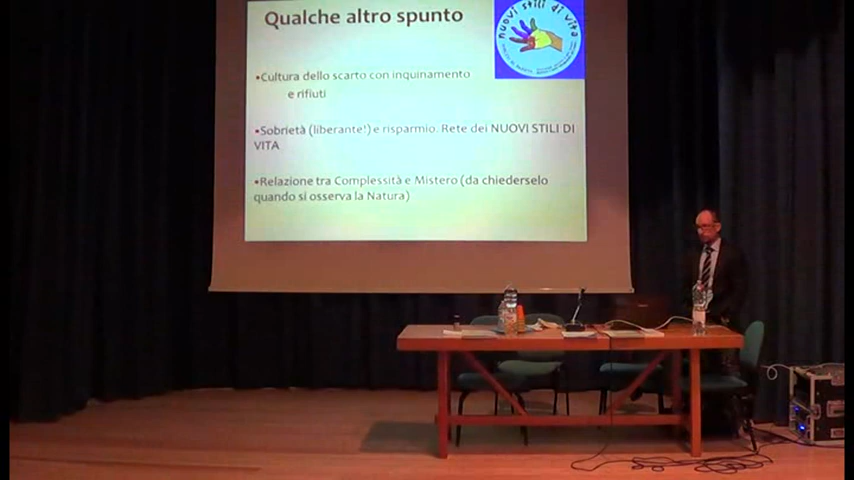 Qualche altro spunto
nuovi stili di vita
•Cultura dello scarto con inquinamento
e rifiuti
•Sobrietà (liberante!) e risparmio. Rete dei NUOVI STILI DI
VITA
•Relazione tra Complessità e Mistero (da chiederselo
quando si osserva la Natura)